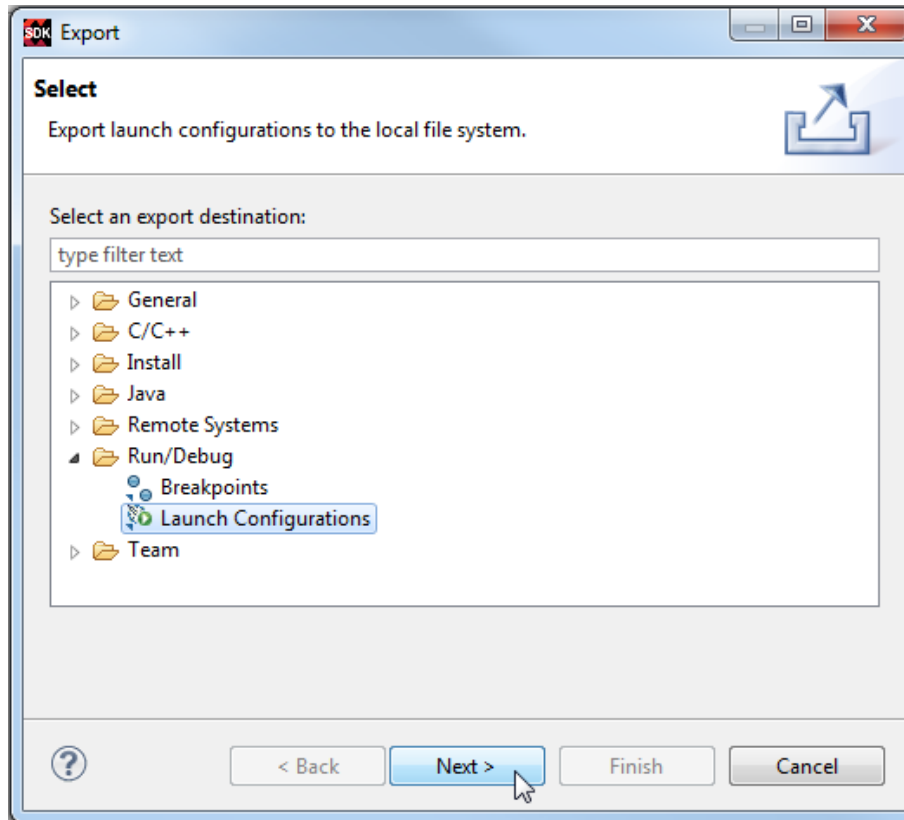 SDK Export
Select
Export launch configurations to the local file system.
Select an export destination:
type filter text
General
C/C++
Install
Java
Remote Systems
Run/Debug
Breakpoints
Launch Configurations
Team
? < Back Next > Finish Cancel